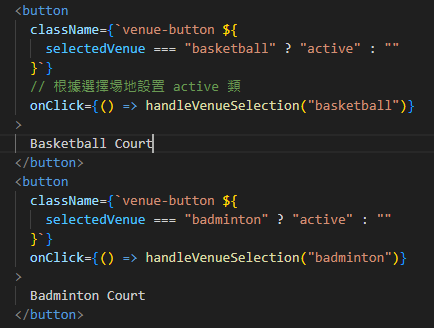 <button
className={`venue-button ${
selectedVenue === "basketball" ? "active" : ""
}`}
// 根據選擇場地設置 active 類
onClick={() => handleVenueSelection("basketball")}
>
Basketball Court
</button>
<button
className={`venue-button ${
selectedVenue === "badminton" ? "active" : ""
}`}
onClick={() => handleVenueSelection("badminton")}
>
Badminton Court
</button>